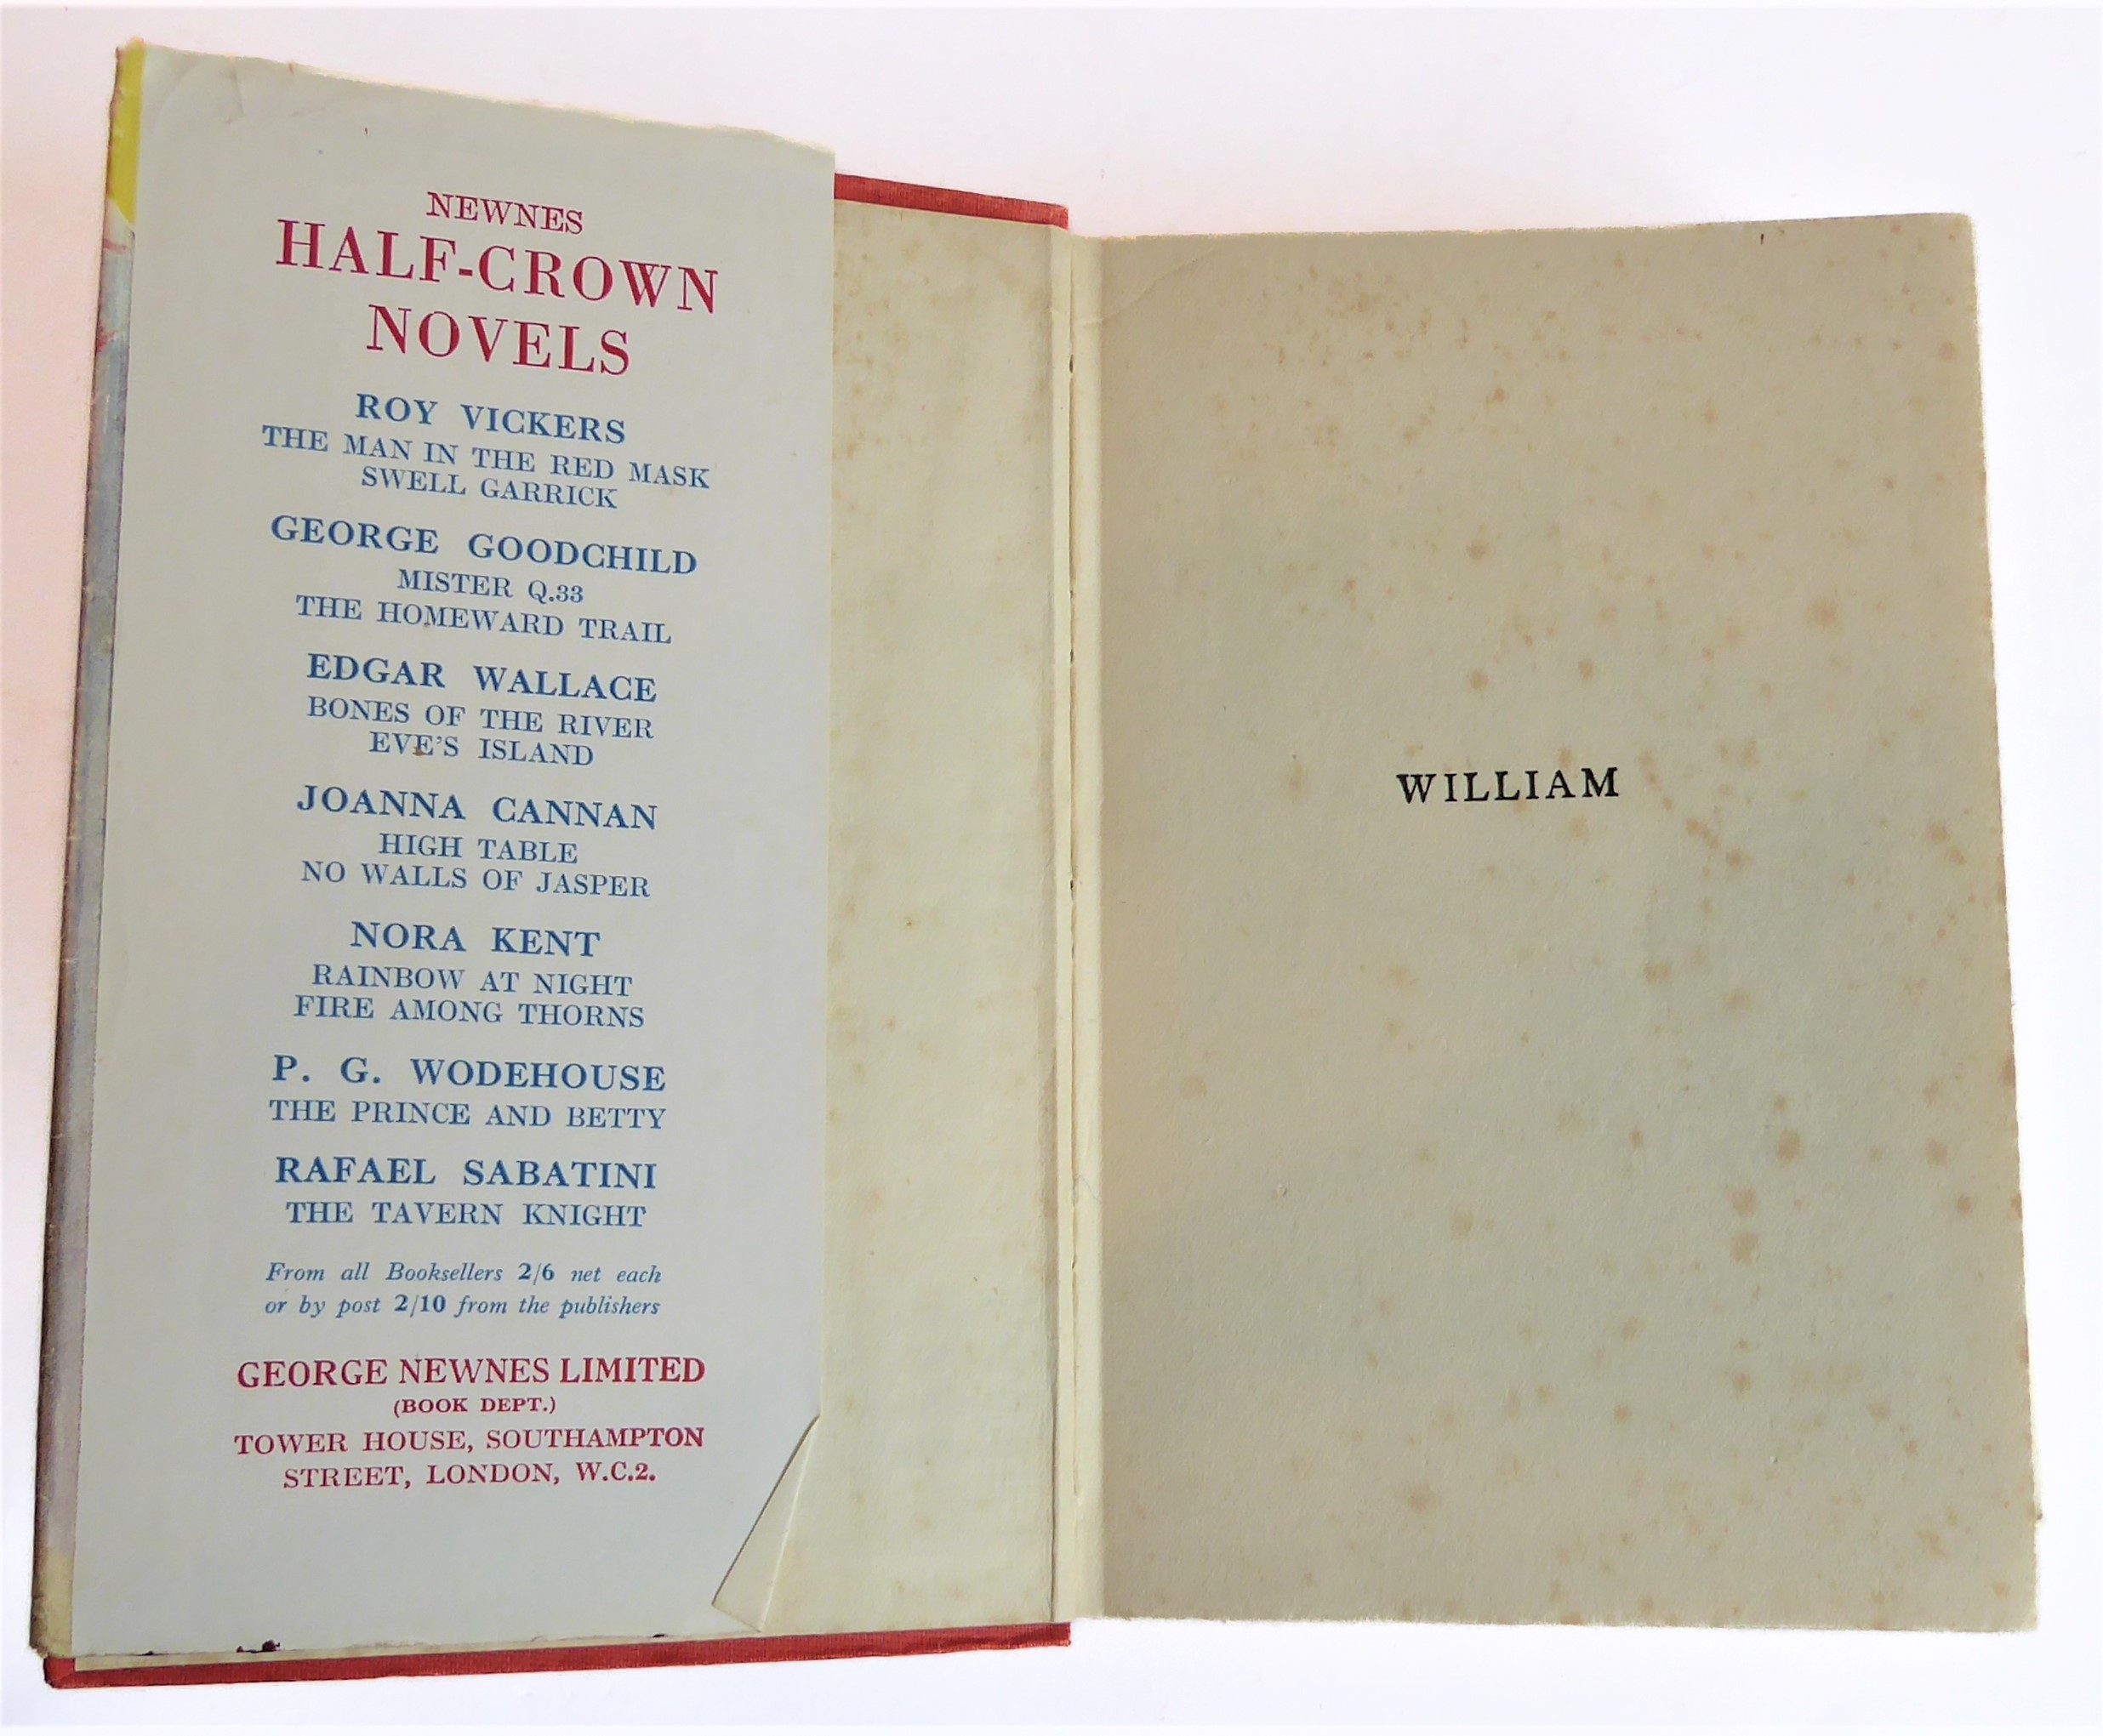 NEWNES
HALF-CROWN
NOVELS
ROY VICKERS
THE MAN IN THE RED MASK
SWELL GARRICK
GEORGE GOODCHILD
MISTER Q.33
THE HOMEWARD TRAIL
EDGAR WALLACE
BONES OF THE RIVER
EVE'S ISLAND
JOANNA CANNAN
HIGH TABLE
NO WALLS OF JASPER
NORA KENT
RAINBOW AT NIGHT
FIRE AMONG THORNS
P. G. WODEHOUSE
THE PRINCE AND BETTY
RAFAEL SABATINI
THE TAVERN KNIGHT
From all Booksellers 2/6 net each
or by post 2/10 from the publishers
GEORGE NEWNES LIMITED
(BOOK DEPT.)
TOWER HOUSE, SOUTHAMPTON
STREET, LONDON, W.C.2.
WILLIAM